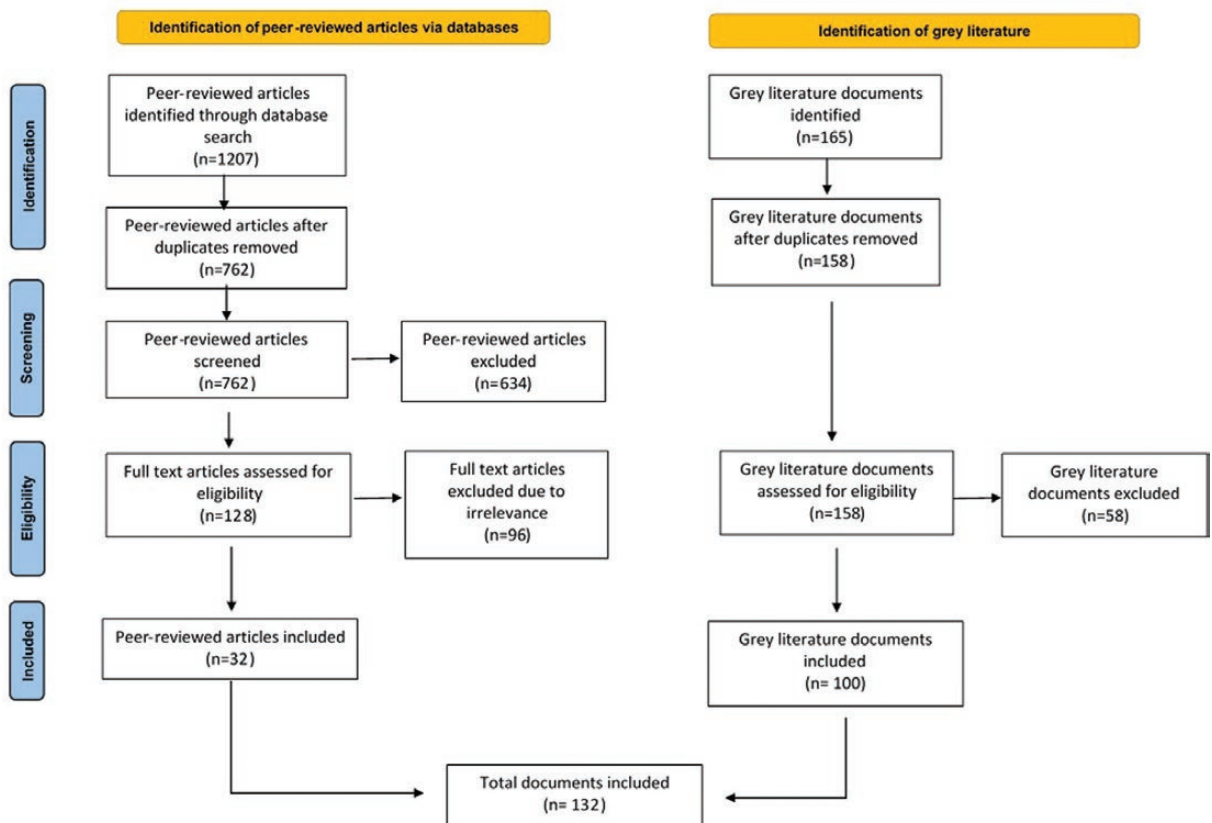 Identification of peer-reviewed articles via databases
Identification of grey literature
Identification
Peer-reviewed articles
identified through database
search
(n=1207)
Grey literature documents
identified
(n=165)
Peer-reviewed articles after
duplicates removed
(n=762)
Grey literature documents
after duplicates removed
(n=158)
Screening
Peer-reviewed articles
screened
(n=762)
Peer-reviewed articles
excluded
(n=634)
Eligibility
Full text articles assessed for
eligibility
(n=128)
Full text articles
excluded due to
irrelevance
(n=96)
Grey literature documents
assessed for eligibility
(n=158)
Grey literature
documents excluded
(n=58)
Included
Peer-reviewed articles included
(n=32)
Grey literature documents
included
(n= 100)
Total documents included
(n= 132)